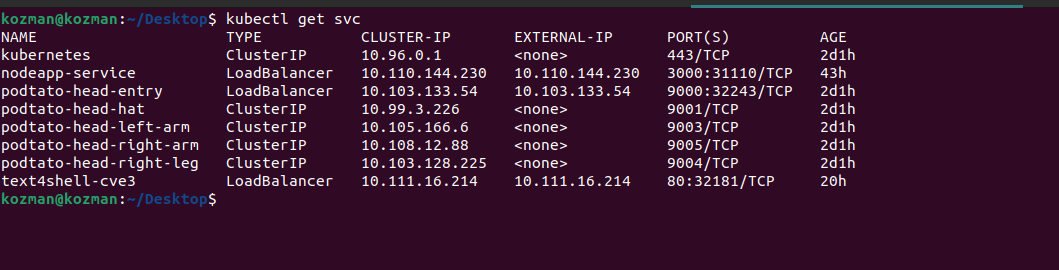 kozman@kozman:~/Desktop$ kubectl get svc
NAME                    TYPE           CLUSTER-IP       EXTERNAL-IP      PORT(S)          AGE
kubernetes              ClusterIP      10.96.0.1        <none>           443/TCP          2d1h
nodeapp-service         LoadBalancer   10.110.144.230   10.110.144.230   3000:31110/TCP   43h
podtato-head-entry      LoadBalancer   10.103.133.54    10.103.133.54    9000:32243/TCP   2d1h
podtato-head-hat        ClusterIP      10.99.3.226      <none>           9001/TCP         2d1h
podtato-head-left-arm   ClusterIP      10.105.166.6     <none>           9003/TCP         2d1h
podtato-head-right-arm  ClusterIP      10.108.12.88     <none>           9005/TCP         2d1h
podtato-head-right-leg  ClusterIP      10.103.128.225   <none>           9004/TCP         2d1h
text4shell-cve3         LoadBalancer   10.111.16.214    10.111.16.214    80:32181/TCP     20h
kozman@kozman:~/Desktop$